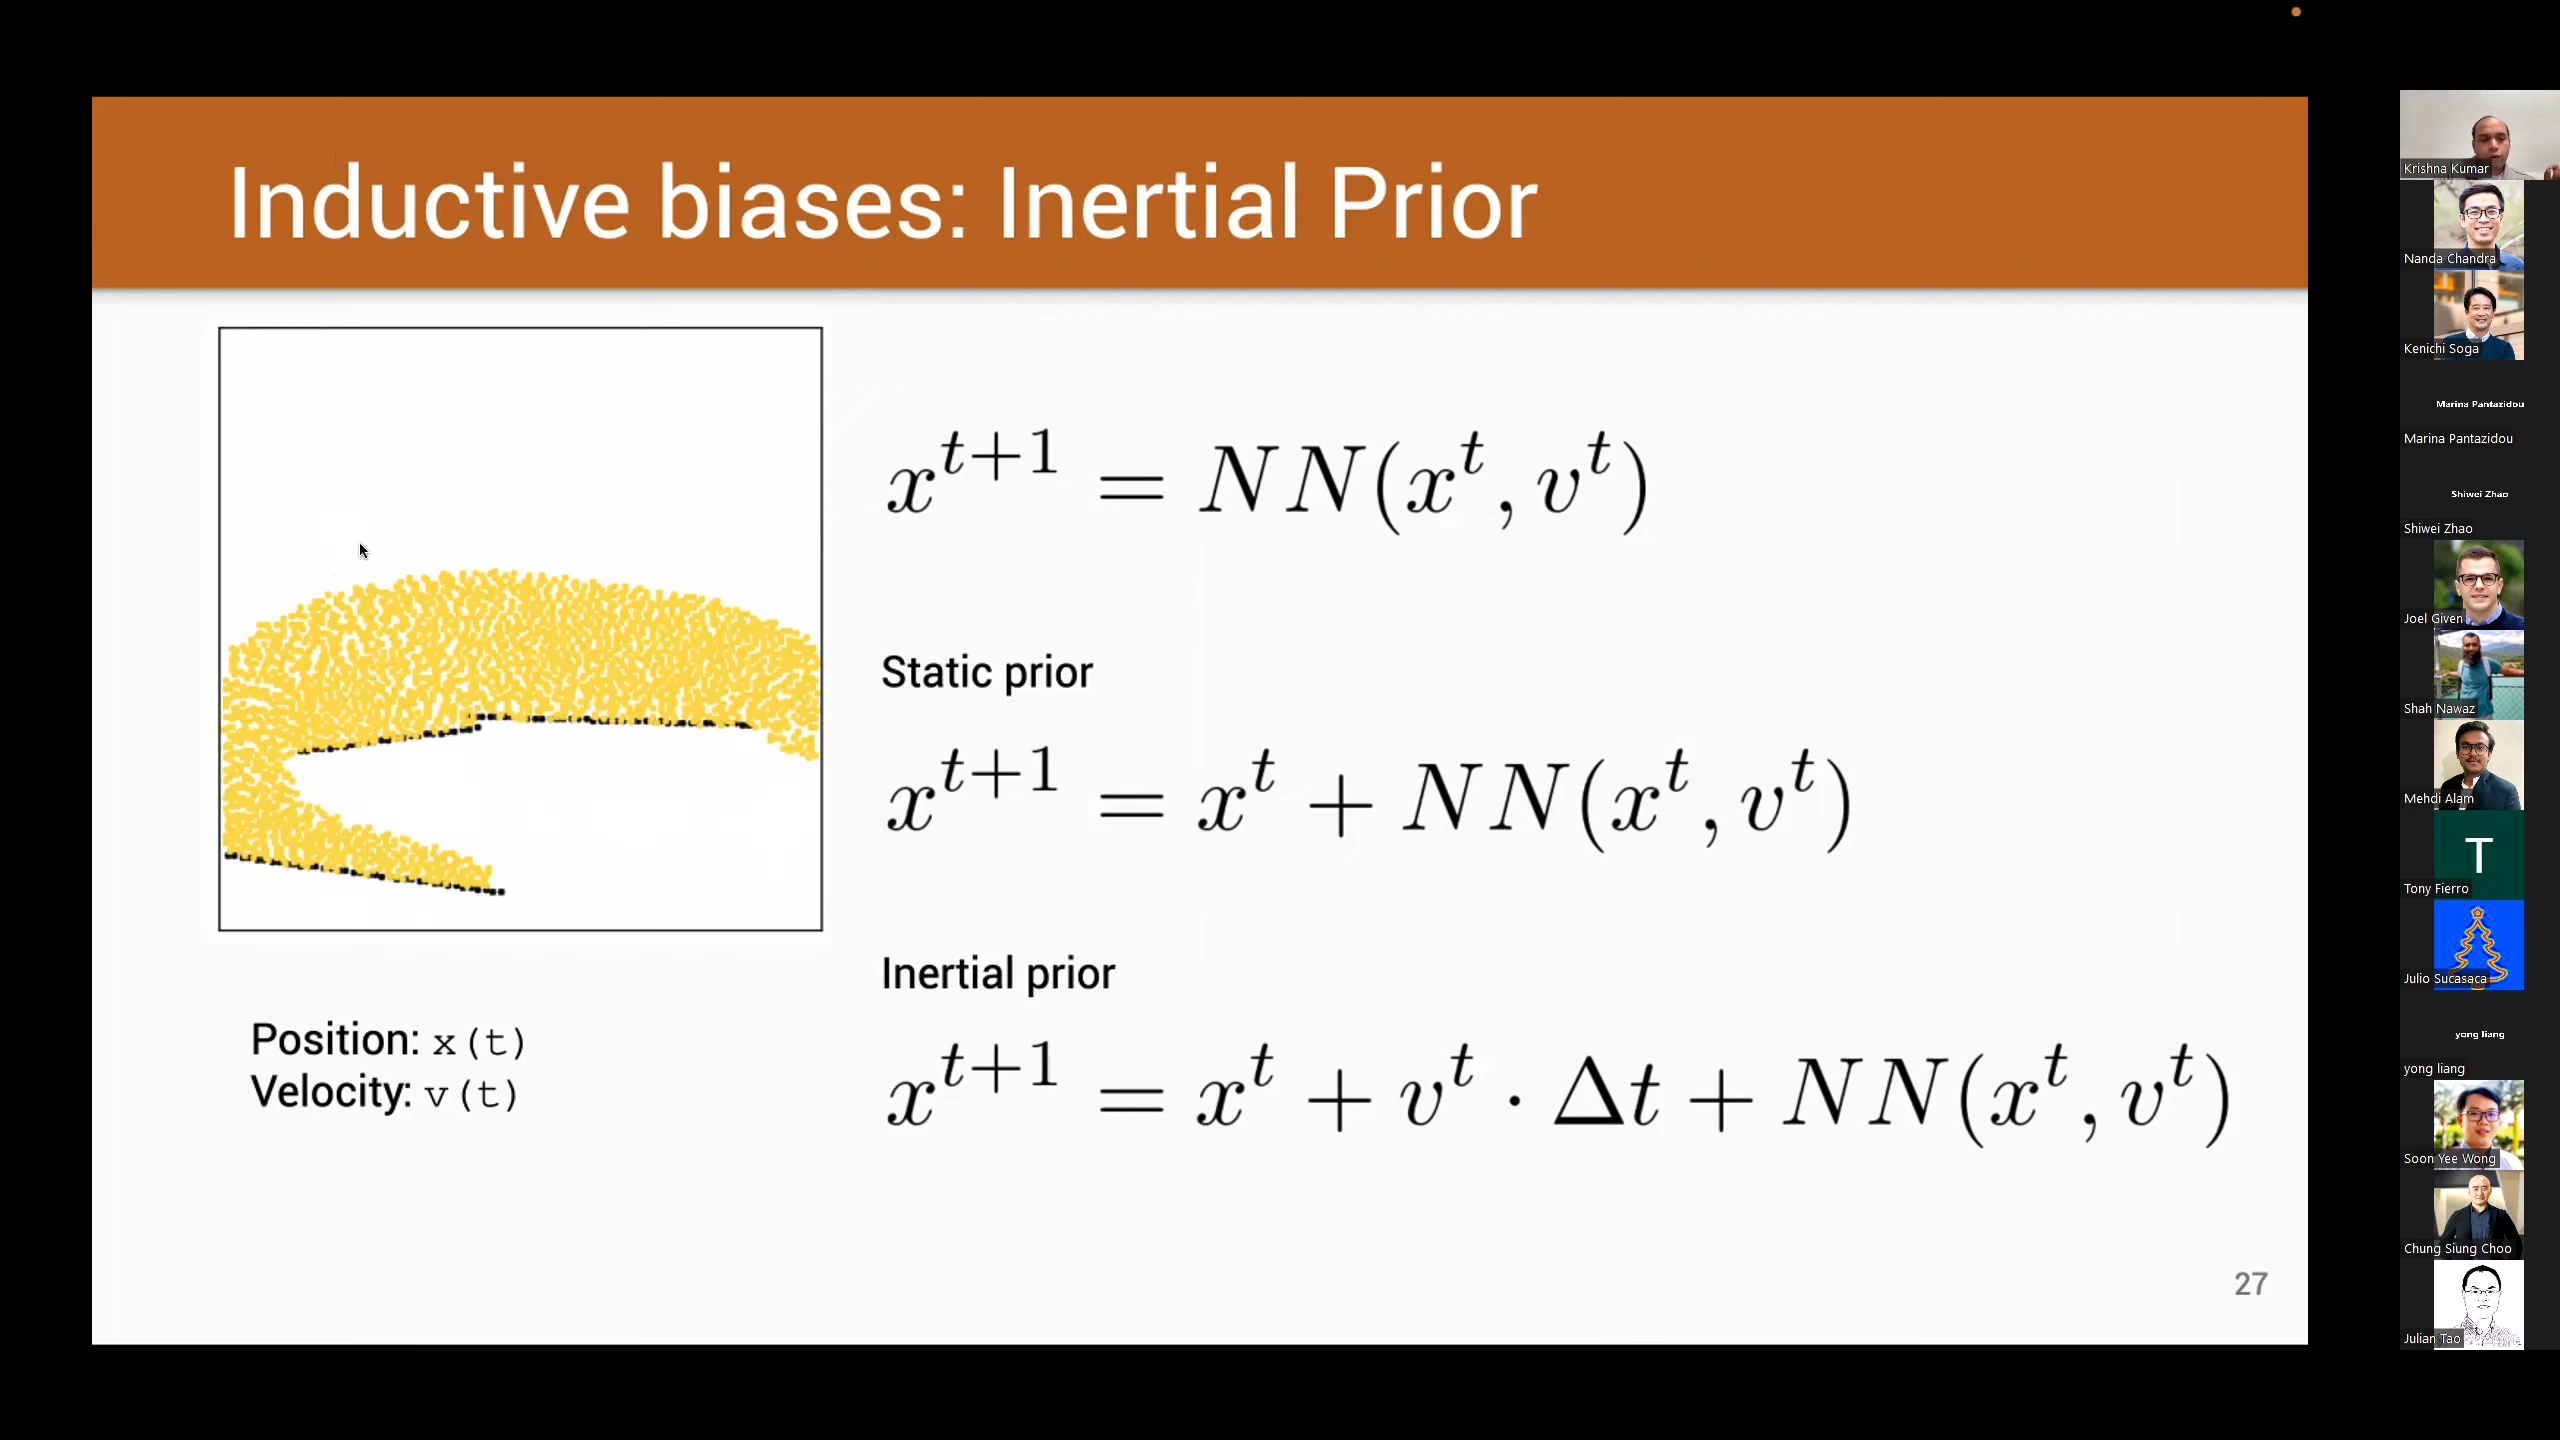 Inductive biases: Inertial Prior
x^{t+1} = NN(x^t, v^t)
Static prior
x^{t+1} = x^t + NN(x^t, v^t)
Inertial prior
x^{t+1} = x^t + v^t · Δt + NN(x^t, v^t)
Position: x(t)
Velocity: v(t)
27
Krishna Kumar
Nanda Chandra
Kenichi Soga
Marina Pantazidou
Marina Pantazidou
Shiwei Zhao
Shiwei Zhao
Joel Given
Shah Nawaz
Mehdi Alam
T
Tony Fierro
Julio Sucasaca
yong liang
yong liang
Soon Yee Wong
Chung Siung Choo
Julian Tao